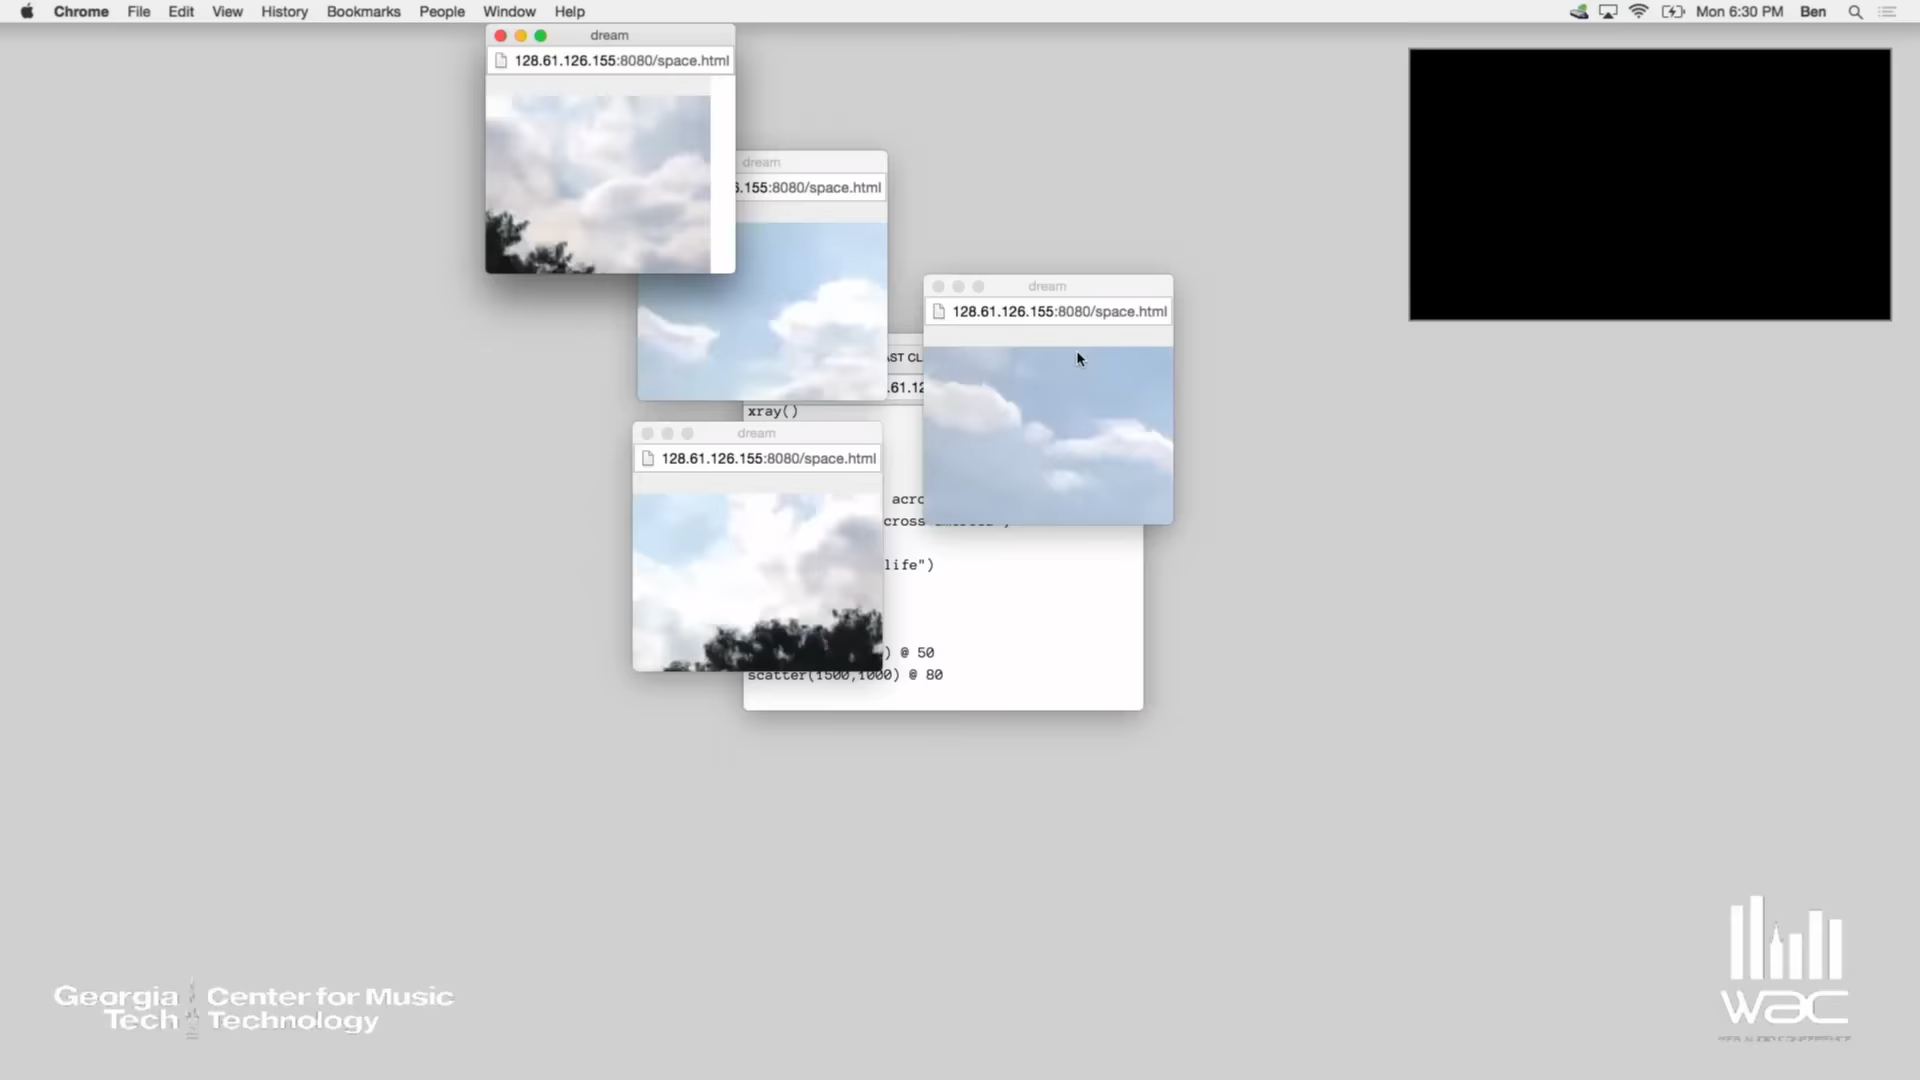 Chrome File Edit View History Bookmarks People Window Help Mon 6:30 PM Ben
dream
128.61.126.155:8080/space.html
dream
5.155:8080/space.html
dream
128.61.126.155:8080/space.html
AST CL
.61.12
xray()
dream
128.61.126.155:8080/space.html
acro
cross
life")
) @ 50
scatter(1500,1000) @ 80
Georgia Tech
Center for Music Technology
wac